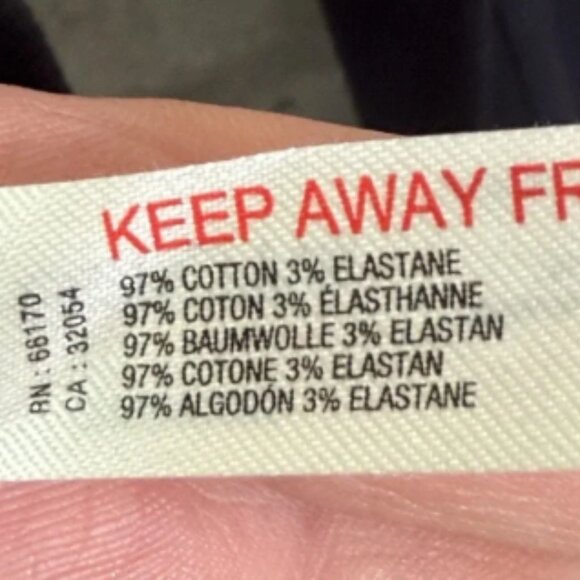 KEEP AWAY FR
97% COTTON 3% ELASTANE
97% COTON 3% ÉLASTHANNE
97% BAUMWOLLE 3% ELASTAN
97% COTONE 3% ELASTAN
97% ALGODÓN 3% ELASTANE
RN : 66170
CA : 32054